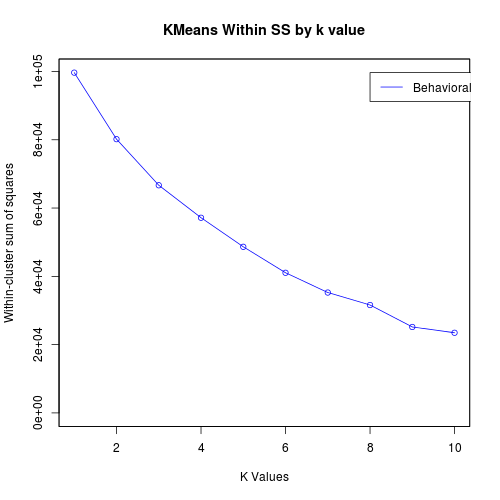 KMeans Within SS by k value
Behavioral
Within-cluster sum of squares
1e+05
8e+04
6e+04
4e+04
2e+04
0e+00
2 4 6 8 10
K Values